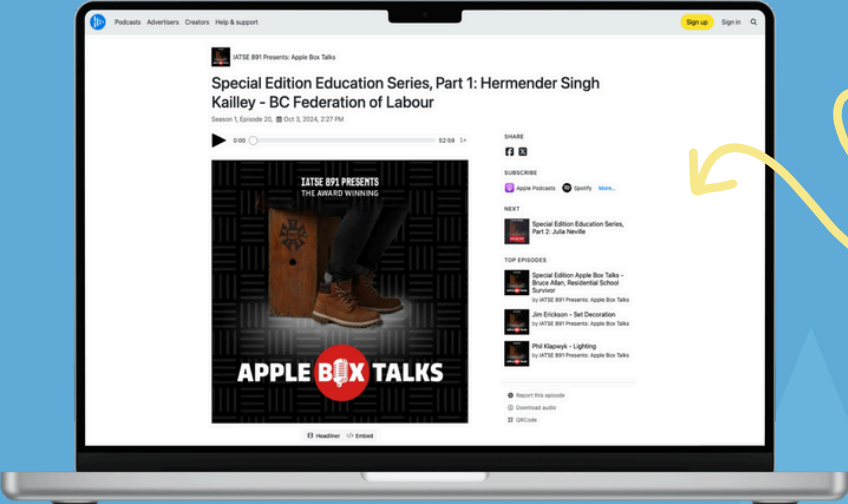 Podcasts Advertisers Creators Help & support
Sign up Sign in
IATSE 891 Presents: Apple Box Talks
Special Edition Education Series, Part 1: Hermender Singh
Kailley - BC Federation of Labour
Season 1, Episode 20, Oct 3, 2024, 2:27 PM
0:00 52:59 1×
IATSE 891 PRESENTS
THE AWARD WINNING
APPLE BOX TALKS
Headliner </> Embed
SHARE
SUBSCRIBE
Apple Podcasts Spotify More...
NEXT
Special Edition Education Series,
Part 2: Julia Neville
TOP EPISODES
Special Edition Apple Box Talks -
Bruce Allan, Residential School
Survivor
by IATSE 891 Presents: Apple Box Talks
Jim Erickson - Set Decoration
by IATSE 891 Presents: Apple Box Talks
Phil Klapwyk - Lighting
by IATSE 891 Presents: Apple Box Talks
Report this episode
Download audio
QRCode